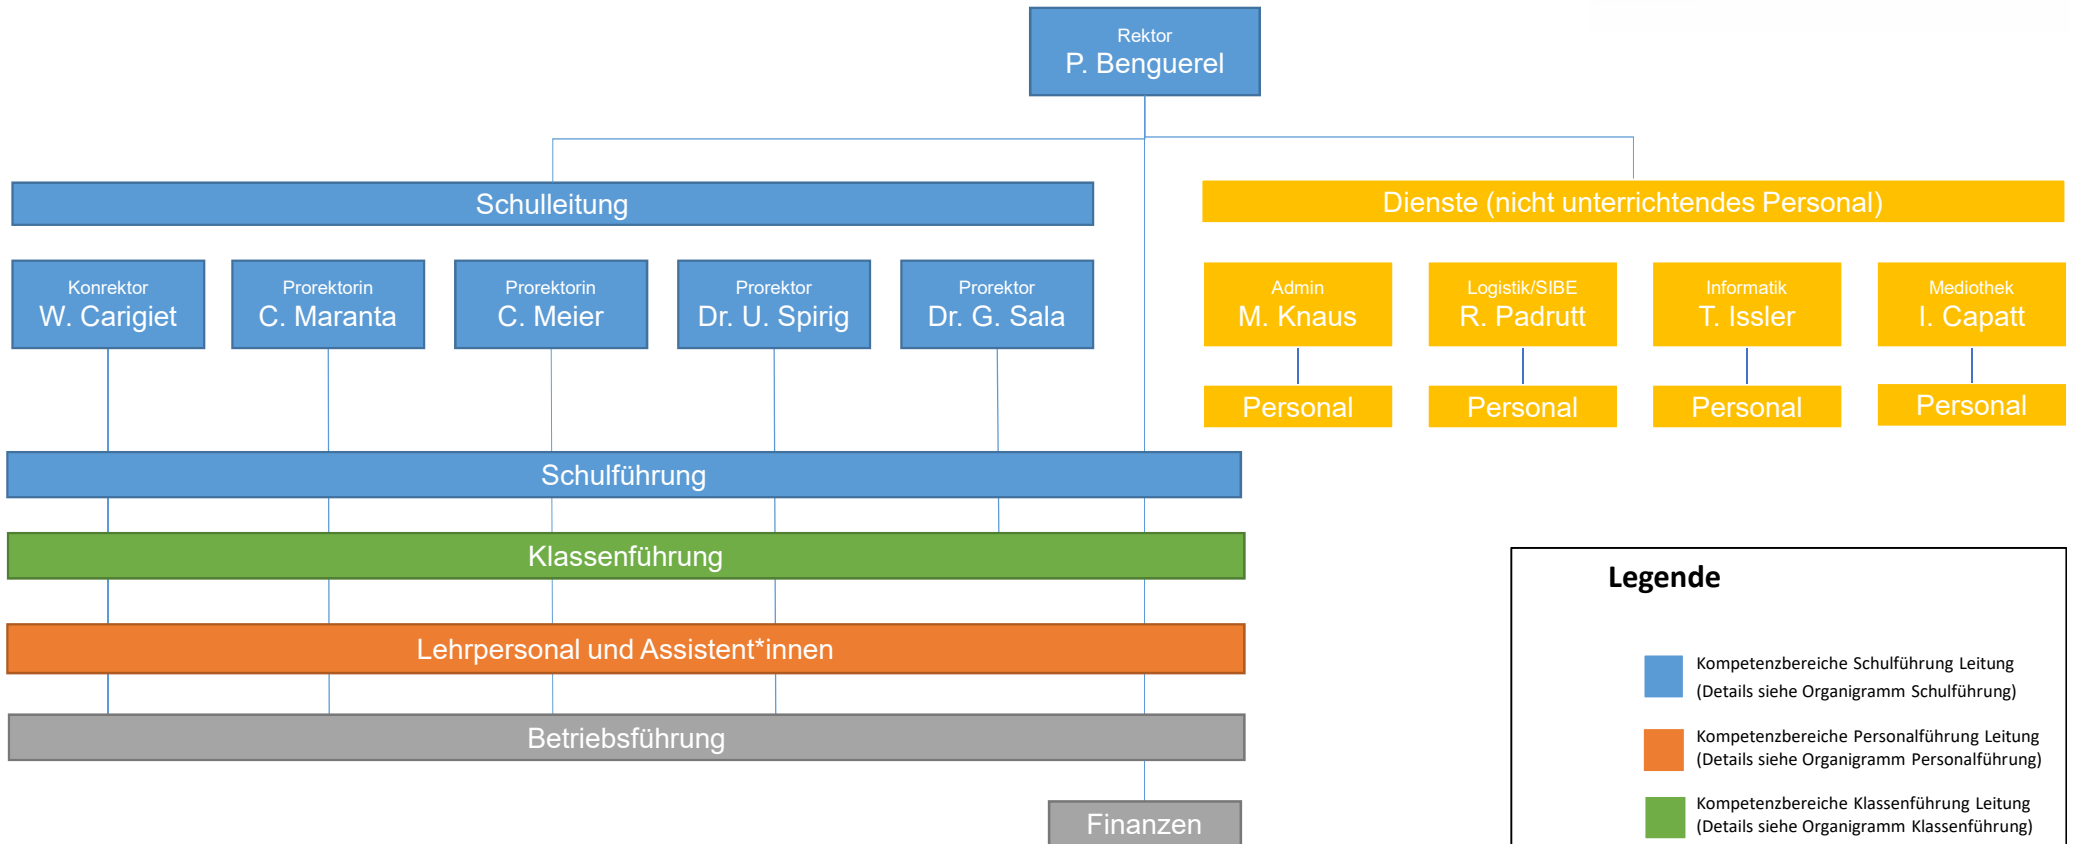 Rektor
P. Benguerel
Schulleitung
Dienste (nicht unterrichtendes Personal)
Konrektor
W. Carigiet
Prorektorin
C. Maranta
Prorektorin
C. Meier
Prorektor
Dr. U. Spirig
Prorektor
Dr. G. Sala
Admin
M. Knaus
Logistik/SIBE
R. Padrutt
Informatik
T. Issler
Mediothek
I. Capatt
Personal
Personal
Personal
Personal
Schulführung
Klassenführung
Lehrpersonal und Assistent*innen
Betriebsführung
Finanzen
Legende
Kompetenzbereiche Schulführung Leitung
(Details siehe Organigramm Schulführung)
Kompetenzbereiche Personalführung Leitung
(Details siehe Organigramm Personalführung)
Kompetenzbereiche Klassenführung Leitung
(Details siehe Organigramm Klassenführung)